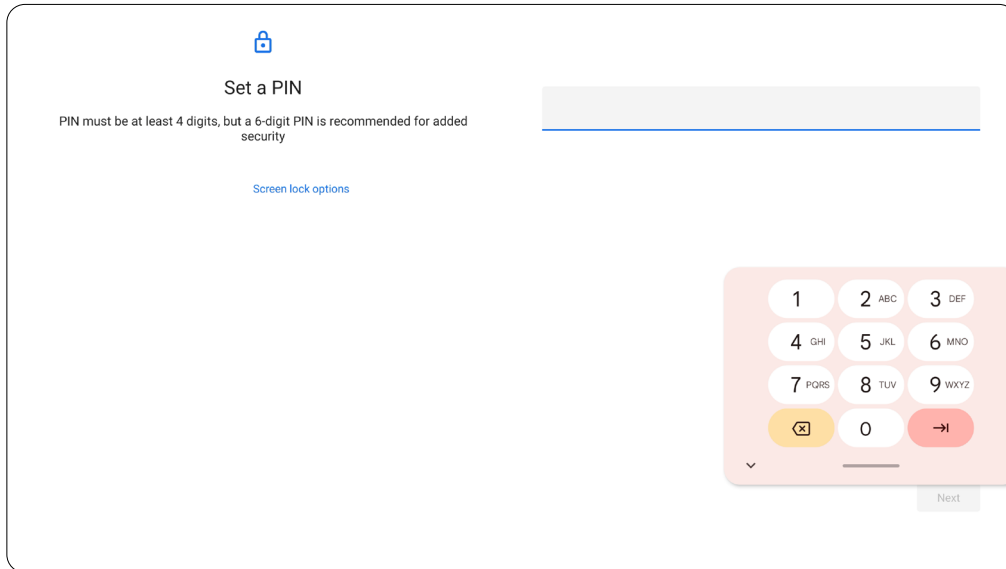 Set a PIN
PIN must be at least 4 digits, but a 6-digit PIN is recommended for added
security
Screen lock options
1 2 ABC 3 DEF
4 GHI 5 JKL 6 MNO
7 PQRS 8 TUV 9 WXYZ
0
Next